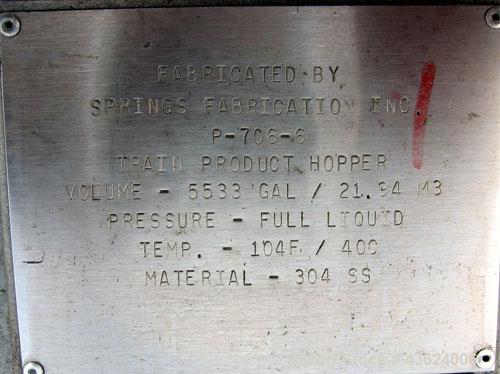 FABRICATED BY
SPRINGS FABRICATION INC.
P-706-6
TRAIN PRODUCT HOPPER
VOLUME - 5533 GAL / 21.94 M3
PRESSURE - FULL LIQUID
TEMP. - 104F / 40C
MATERIAL - 304 SS